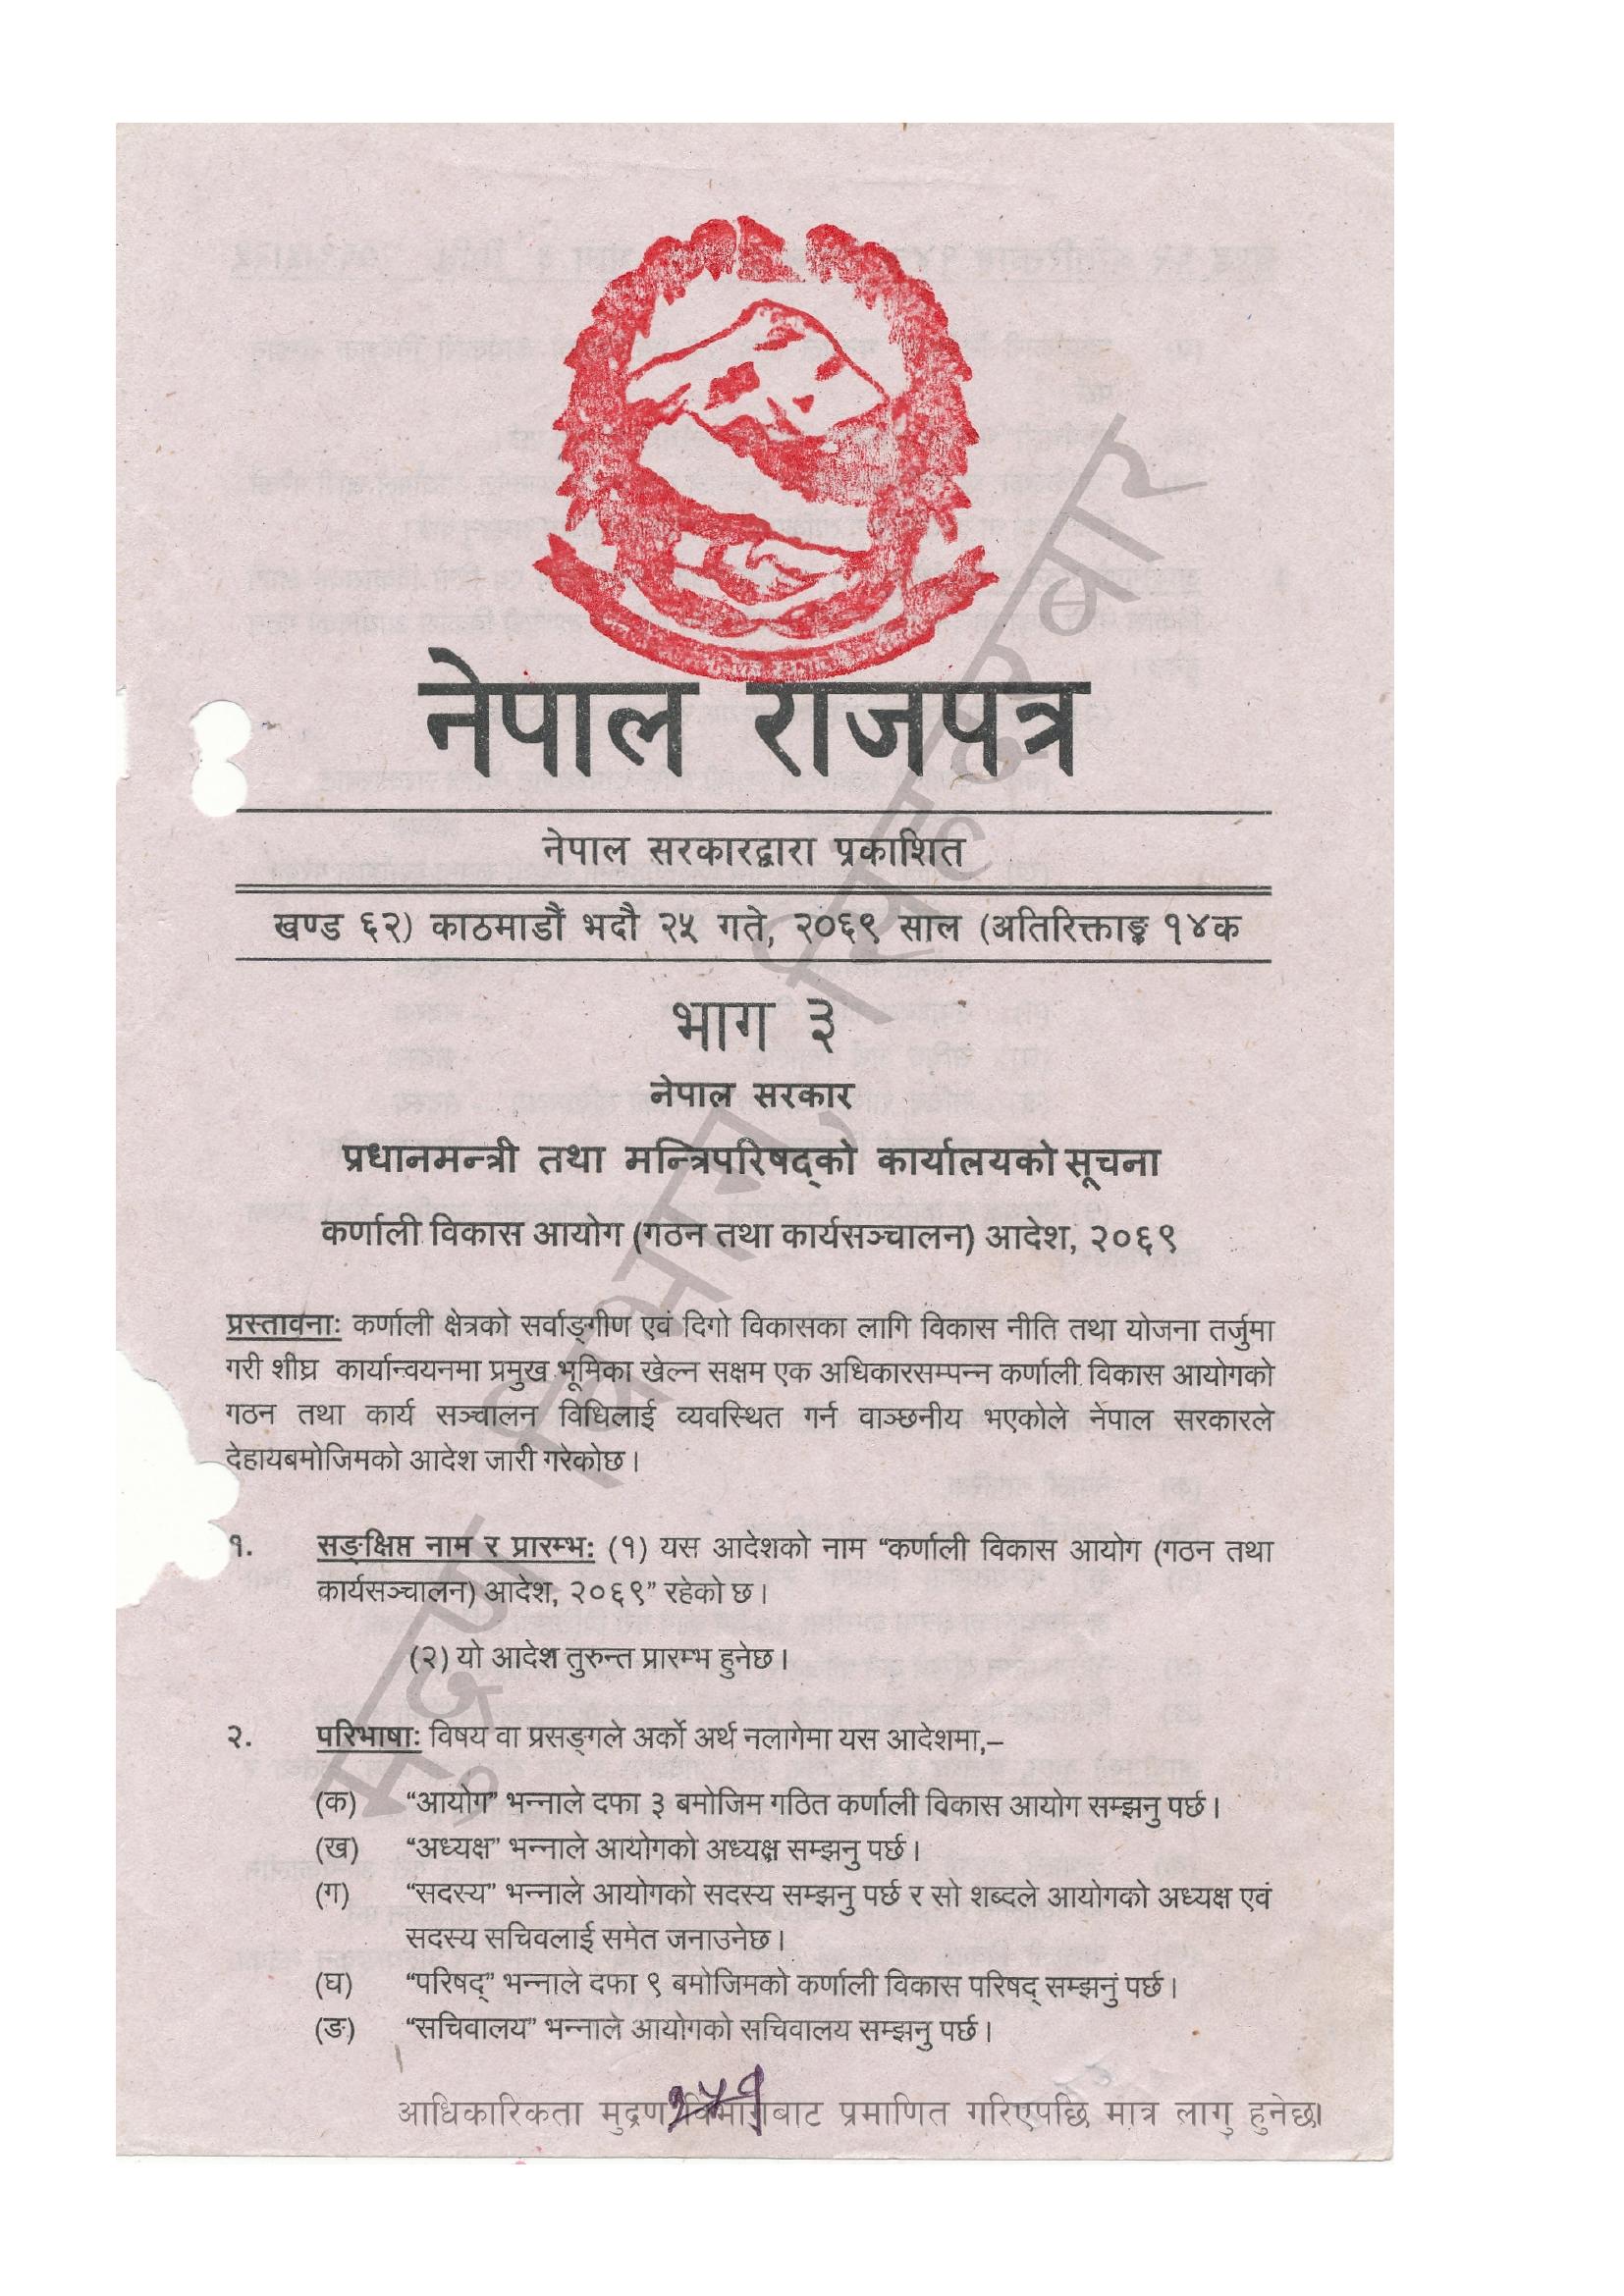 नेपाल राजपत्र
नेपाल सरकारद्वारा प्रकाशित
खण्ड ६२) काठमाडौं भदौ २५ गते, २०६९ साल (अतिरिक्ताङ्क १४क
भाग ३
नेपाल सरकार
प्रधानमन्त्री तथा मन्त्रिपरिषद्को कार्यालयको सूचना
कर्णाली विकास आयोग (गठन तथा कार्यसञ्चालन) आदेश, २०६९
प्रस्तावनाः कर्णाली क्षेत्रको सर्वाङ्गीण एवं दिगो विकासका लागि विकास नीति तथा योजना तर्जुमा
गरी शीघ्र कार्यान्वयनमा प्रमुख भूमिका खेल्न सक्षम एक अधिकारसम्पन्न कर्णाली विकास आयोगको
गठन तथा कार्य सञ्चालन विधिलाई व्यवस्थित गर्न वाञ्छनीय भएकोले नेपाल सरकारले
देहायबमोजिमको आदेश जारी गरेकोछ।
१. सङ्क्षिप्त नाम र प्रारम्भः (१) यस आदेशको नाम “कर्णाली विकास आयोग (गठन तथा
कार्यसञ्चालन) आदेश, २०६९” रहेको छ।
(२) यो आदेश तुरुन्त प्रारम्भ हुनेछ।
२. परिभाषाः विषय वा प्रसङ्गले अर्को अर्थ नलागेमा यस आदेशमा,–
(क) “आयोग” भन्नाले दफा ३ बमोजिम गठित कर्णाली विकास आयोग सम्झनु पर्छ।
(ख) “अध्यक्ष” भन्नाले आयोगको अध्यक्ष सम्झनु पर्छ।
(ग) “सदस्य” भन्नाले आयोगको सदस्य सम्झनु पर्छ र सो शब्दले आयोगको अध्यक्ष एवं
सदस्य सचिवलाई समेत जनाउनेछ।
(घ) “परिषद्” भन्नाले दफा ९ बमोजिमको कर्णाली विकास परिषद् सम्झनु पर्छ।
(ङ) “सचिवालय” भन्नाले आयोगको सचिवालय सम्झनु पर्छ।
आधिकारिकता मुद्रण विभागबाट प्रमाणित गरिएपछि मात्र लागु हुनेछ।
मुद्रण विभाग, सिंहदरबार